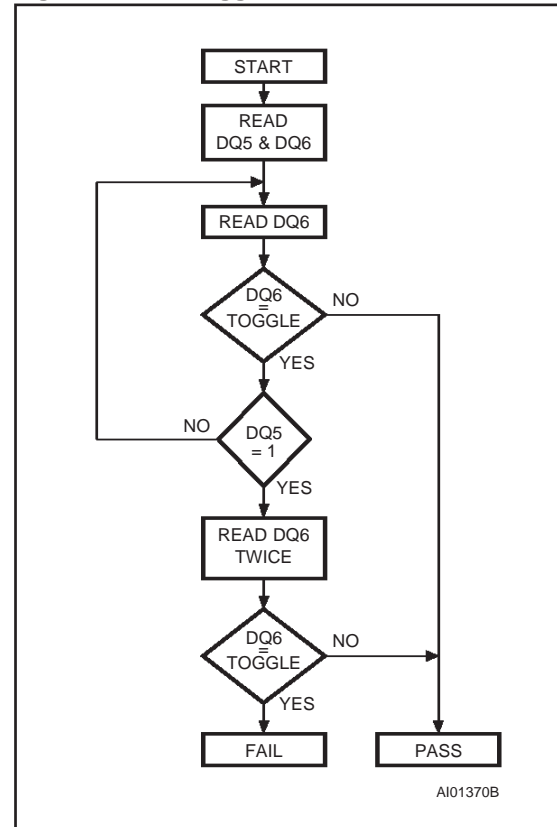 START
READ
DQ5 & DQ6
READ DQ6
DQ6
=
TOGGLE
NO
YES
NO
DQ5
= 1
YES
READ DQ6
TWICE
DQ6
=
TOGGLE
NO
YES
FAIL
PASS
AI01370B